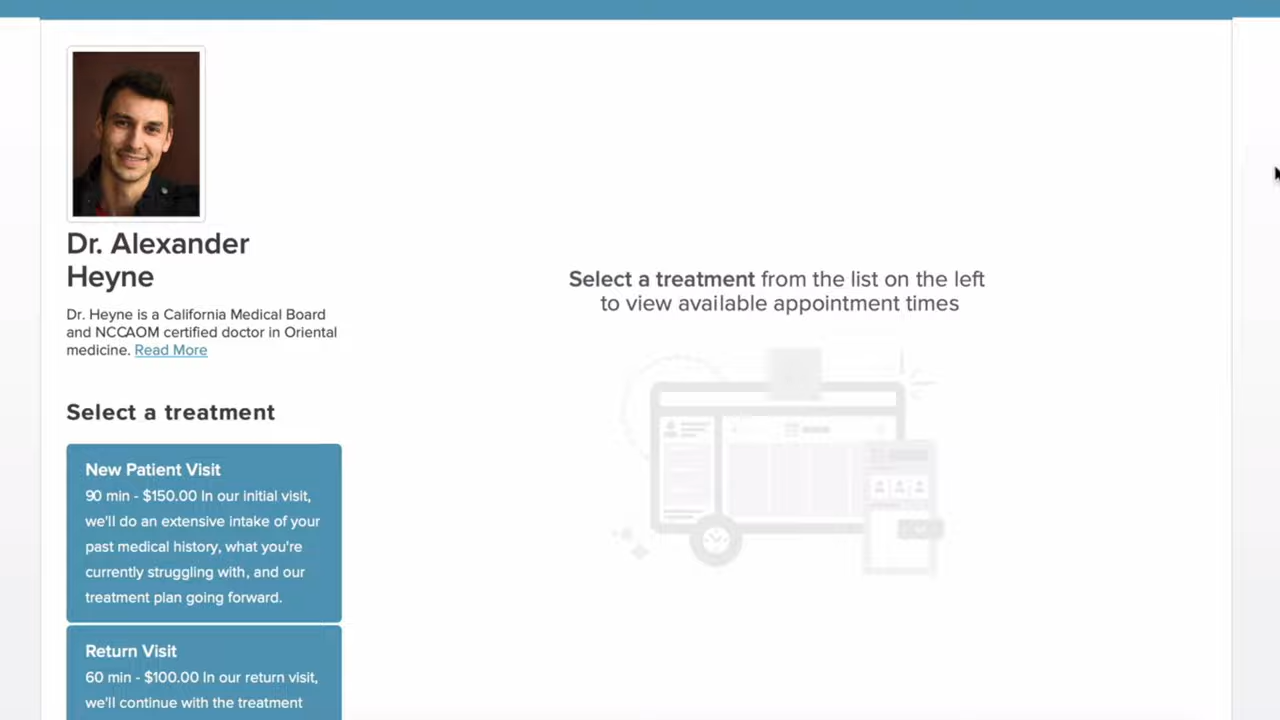 Dr. Alexander
Heyne
Dr. Heyne is a California Medical Board
and NCCAOM certified doctor in Oriental
medicine. Read More
Select a treatment
New Patient Visit
90 min - $150.00 In our initial visit,
we'll do an extensive intake of your
past medical history, what you're
currently struggling with, and our
treatment plan going forward.
Return Visit
60 min - $100.00 In our return visit,
we'll continue with the treatment
Select a treatment from the list on the left
to view available appointment times